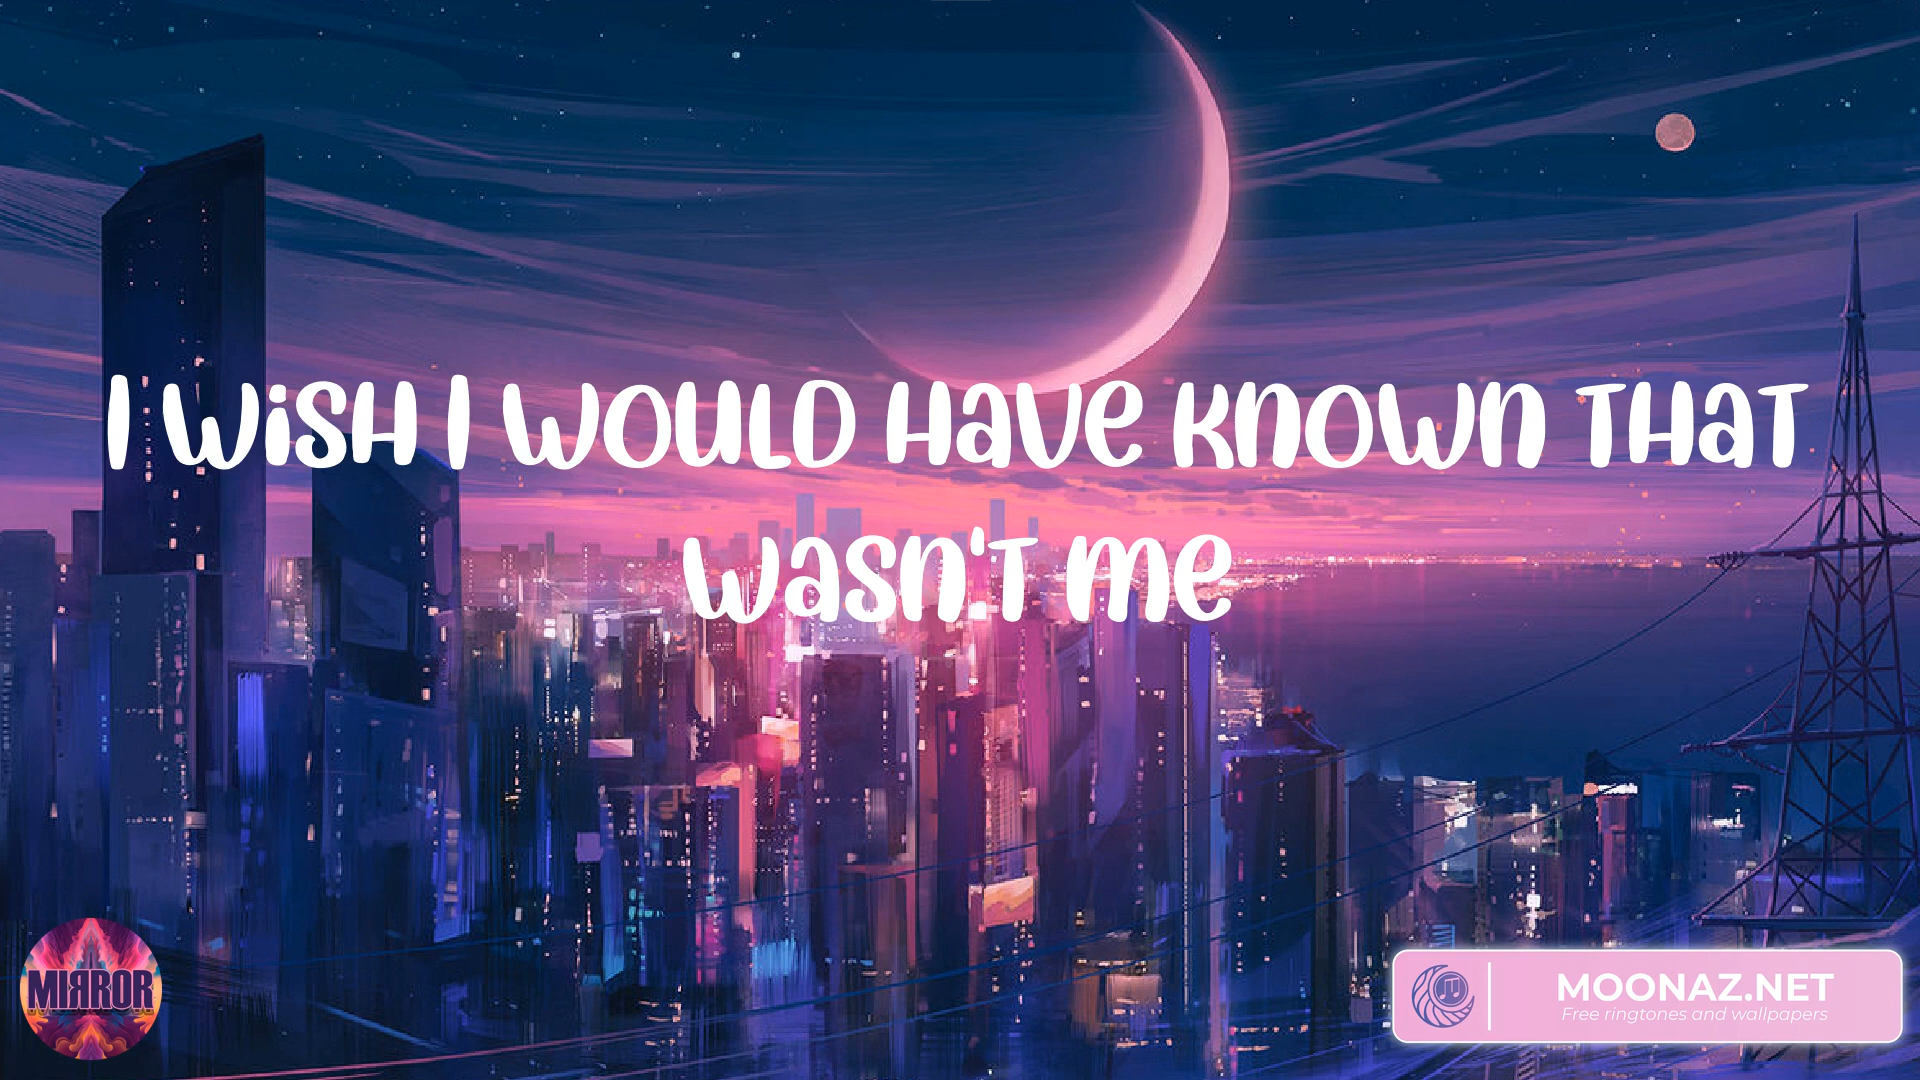 I WISH I WOULD HAVE KNOWN THAT
WASN'T ME
MIRROR
MOONAZ.NET
Free ringtones and wallpapers